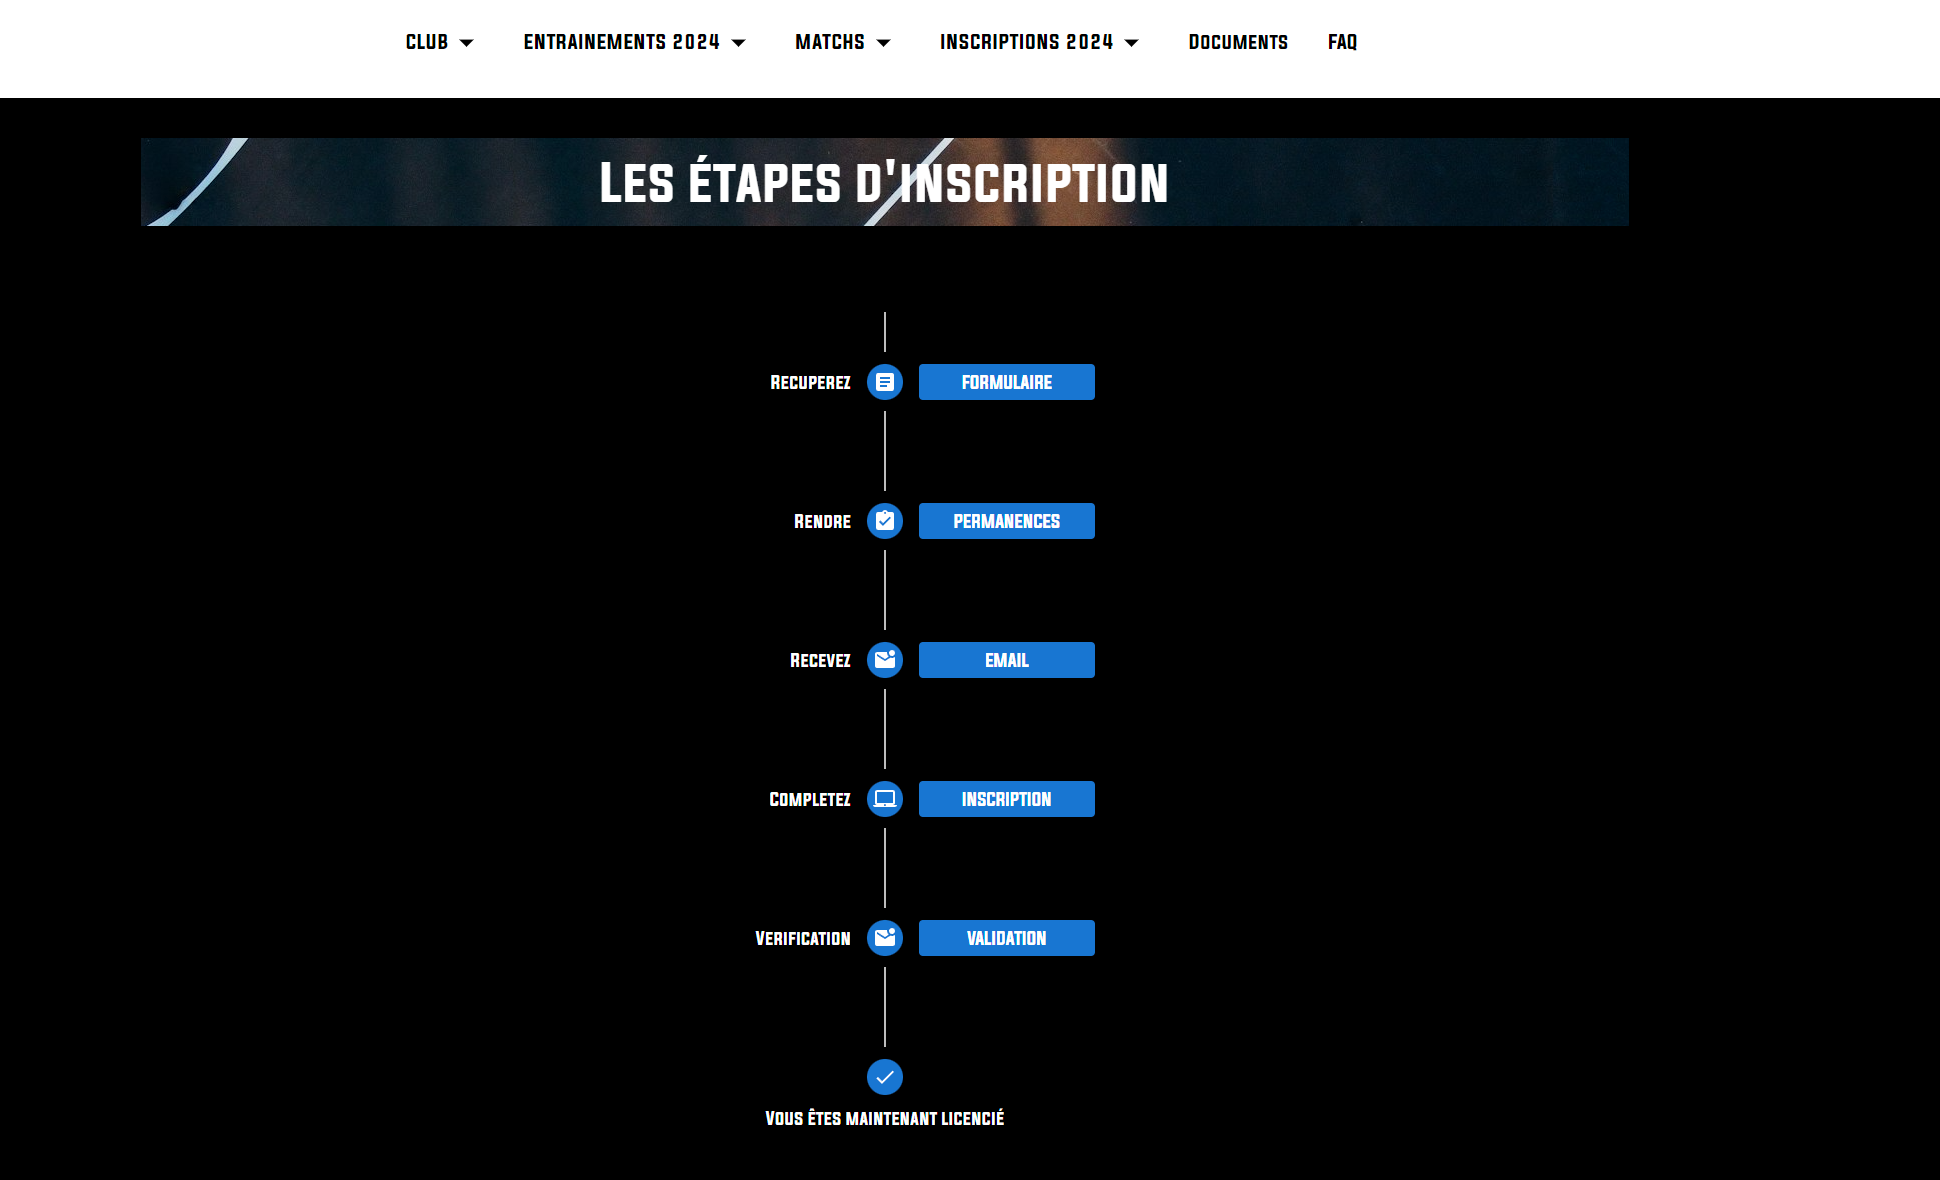 CLUB ENTRAINEMENTS 2024 MATCHS INSCRIPTIONS 2024 DOCUMENTS FAQ
LES ÉTAPES D'INSCRIPTION
RECUPEREZ FORMULAIRE
RENDRE PERMANENCES
RECEVEZ EMAIL
COMPLETEZ INSCRIPTION
VERIFICATION VALIDATION
VOUS ÊTES MAINTENANT LICENCIÉ